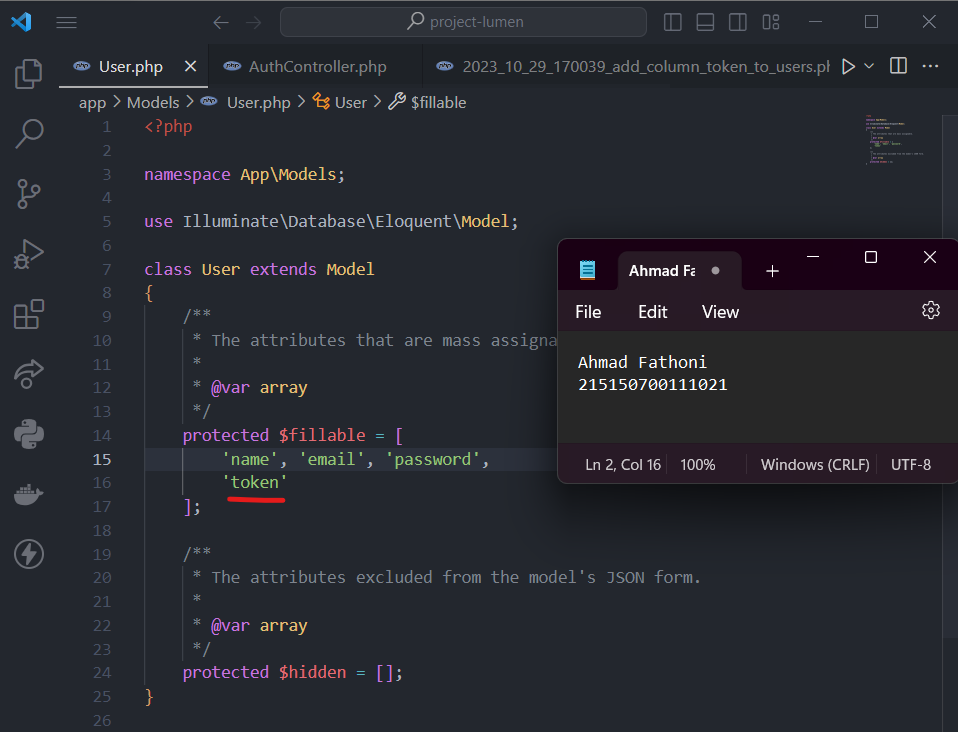 project-lumen
User.php
AuthController.php
2023_10_29_170039_add_column_token_to_users.ph
app > Models > User.php > User > $fillable
1 <?php
2
3 namespace App\Models;
4
5 use Illuminate\Database\Eloquent\Model;
6
7 class User extends Model
8 {
9 /**
10 * The attributes that are mass assigna
11 *
12 * @var array
13 */
14 protected $fillable = [
15 'name', 'email', 'password',
16 'token'
17 ];
18
19 /**
20 * The attributes excluded from the model's JSON form.
21 *
22 * @var array
23 */
24 protected $hidden = [];
25 }
26
Ahmad Fa
File Edit View
Ahmad Fathoni
215150700111021
Ln 2, Col 16 100% Windows (CRLF) UTF-8